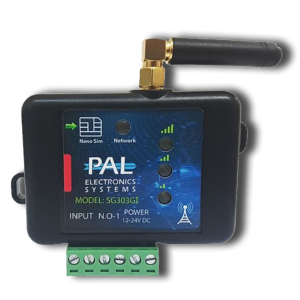 Nano Sim Network
PAL
ELECTRONICS
SYSTEMS
MODEL: SG303GI
INPUT N.O-1 POWER
12-24V DC